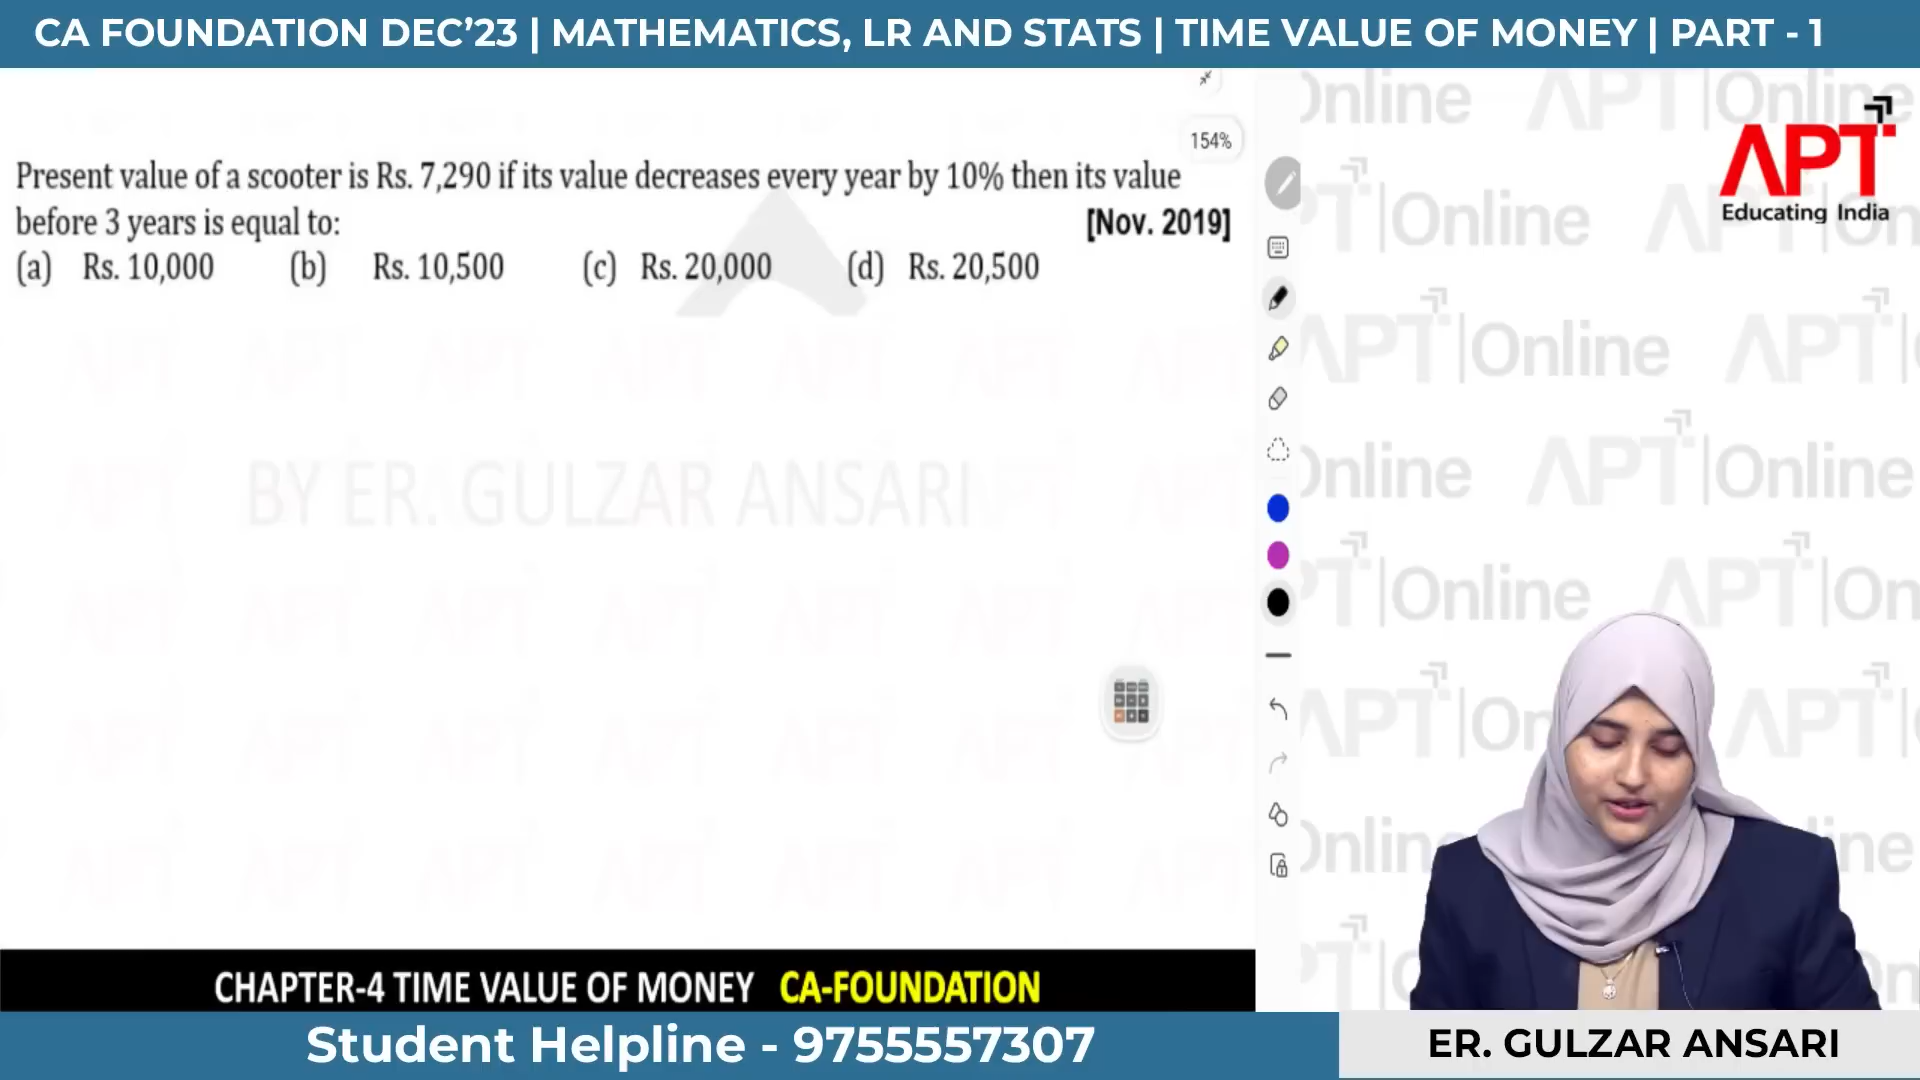 CA FOUNDATION DEC’23 | MATHEMATICS, LR AND STATS | TIME VALUE OF MONEY | PART - 1
154%
Present value of a scooter is Rs. 7,290 if its value decreases every year by 10% then its value
before 3 years is equal to: [Nov. 2019]
(a) Rs. 10,000 (b) Rs. 10,500 (c) Rs. 20,000 (d) Rs. 20,500
BY ER. GULZAR ANSARI
APT
Educating India
APT|Online
CHAPTER-4 TIME VALUE OF MONEY CA-FOUNDATION
Student Helpline - 9755557307
ER. GULZAR ANSARI